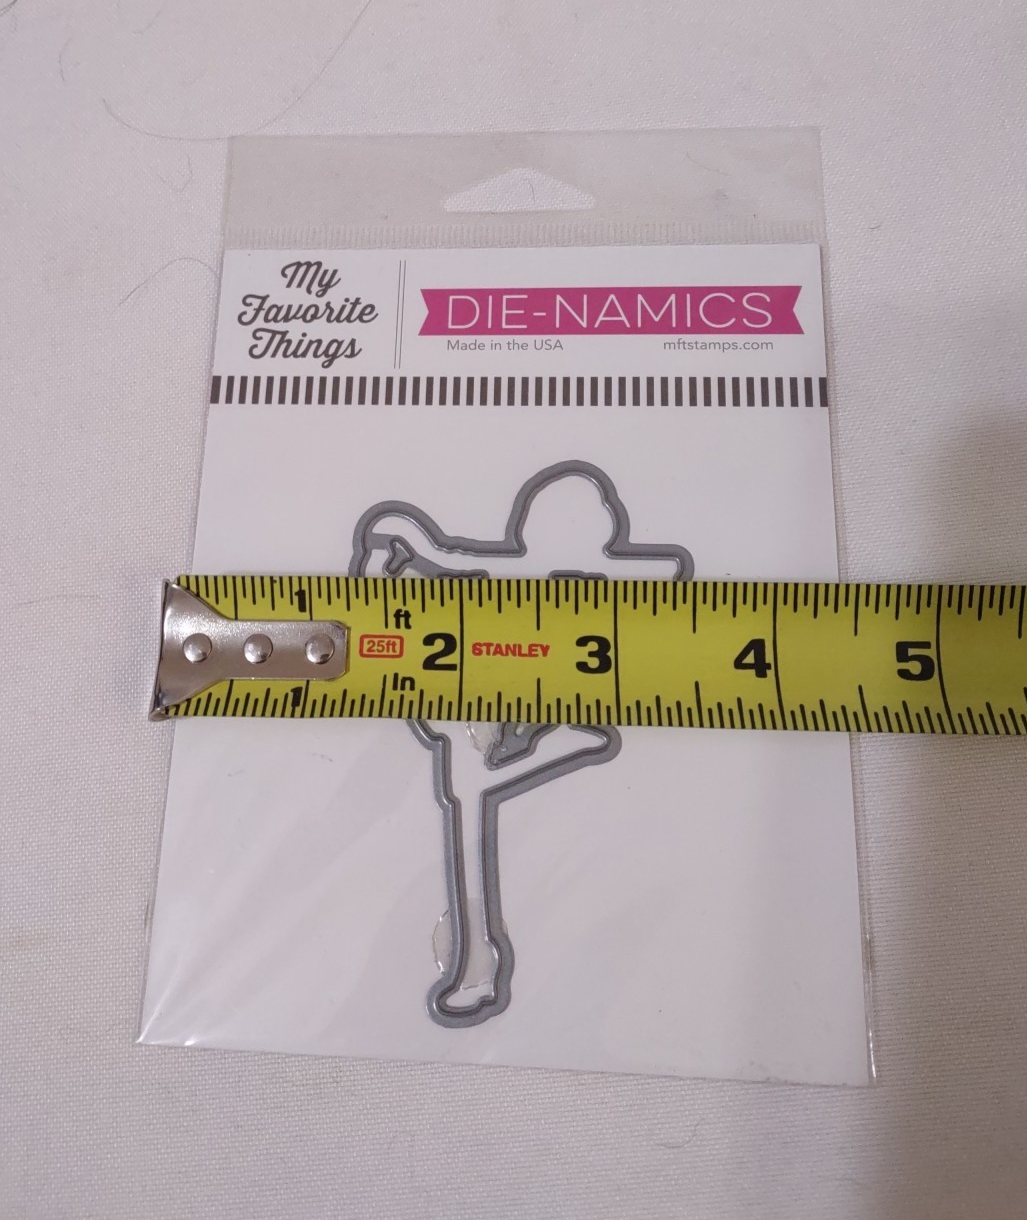 My
Favorite
Things
DIE-NAMICS
Made in the USA
mftstamps.com
1
ft
25ft
2
STANLEY
3
4
5
1
In